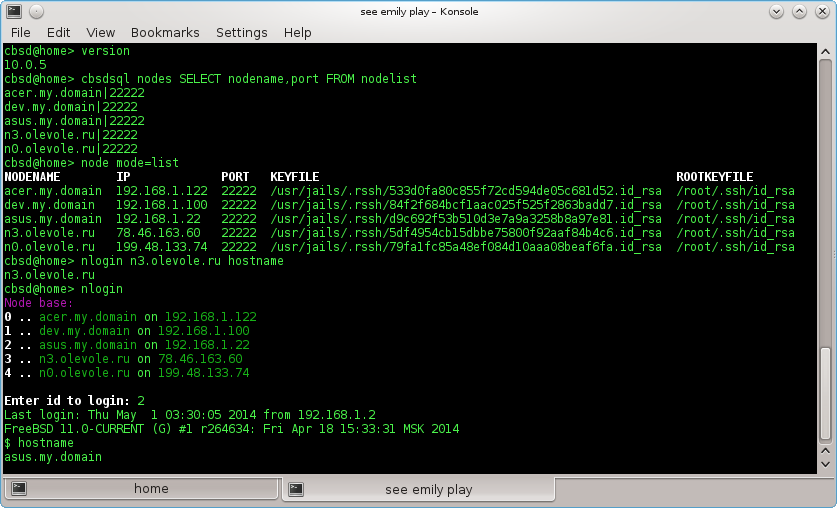 see emily play – Konsole
File Edit View Bookmarks Settings Help
cbsd@home> version
10.0.5
cbsd@home> cbsdsql nodes SELECT nodename,port FROM nodelist
acer.my.domain|22222
dev.my.domain|22222
asus.my.domain|22222
n3.olevole.ru|22222
n0.olevole.ru|22222
cbsd@home> node mode=list
NODENAME IP PORT KEYFILE ROOTKEYFILE
acer.my.domain 192.168.1.122 22222 /usr/jails/.rssh/533d0fa80c855f72cd594de05c681d52.id_rsa /root/.ssh/id_rsa
dev.my.domain 192.168.1.100 22222 /usr/jails/.rssh/84f2f684bcf1aac025f525f2863badd7.id_rsa /root/.ssh/id_rsa
asus.my.domain 192.168.1.22 22222 /usr/jails/.rssh/d9c692f53b510d3e7a9a3258b8a97e81.id_rsa /root/.ssh/id_rsa
n3.olevole.ru 78.46.163.60 22222 /usr/jails/.rssh/5df4954cb15dbbe75800f92aaf84b4c6.id_rsa /root/.ssh/id_rsa
n0.olevole.ru 199.48.133.74 22222 /usr/jails/.rssh/79fa1fc85a48ef084d10aaa08beaf6fa.id_rsa /root/.ssh/id_rsa
cbsd@home> nlogin n3.olevole.ru hostname
n3.olevole.ru
cbsd@home> nlogin
Node base:
0 .. acer.my.domain on 192.168.1.122
1 .. dev.my.domain on 192.168.1.100
2 .. asus.my.domain on 192.168.1.22
3 .. n3.olevole.ru on 78.46.163.60
4 .. n0.olevole.ru on 199.48.133.74
Enter id to login: 2
Last login: Thu May  1 03:30:05 2014 from 192.168.1.2
FreeBSD 11.0-CURRENT (G) #1 r264634: Fri Apr 18 15:33:31 MSK 2014
$ hostname
asus.my.domain
home see emily play